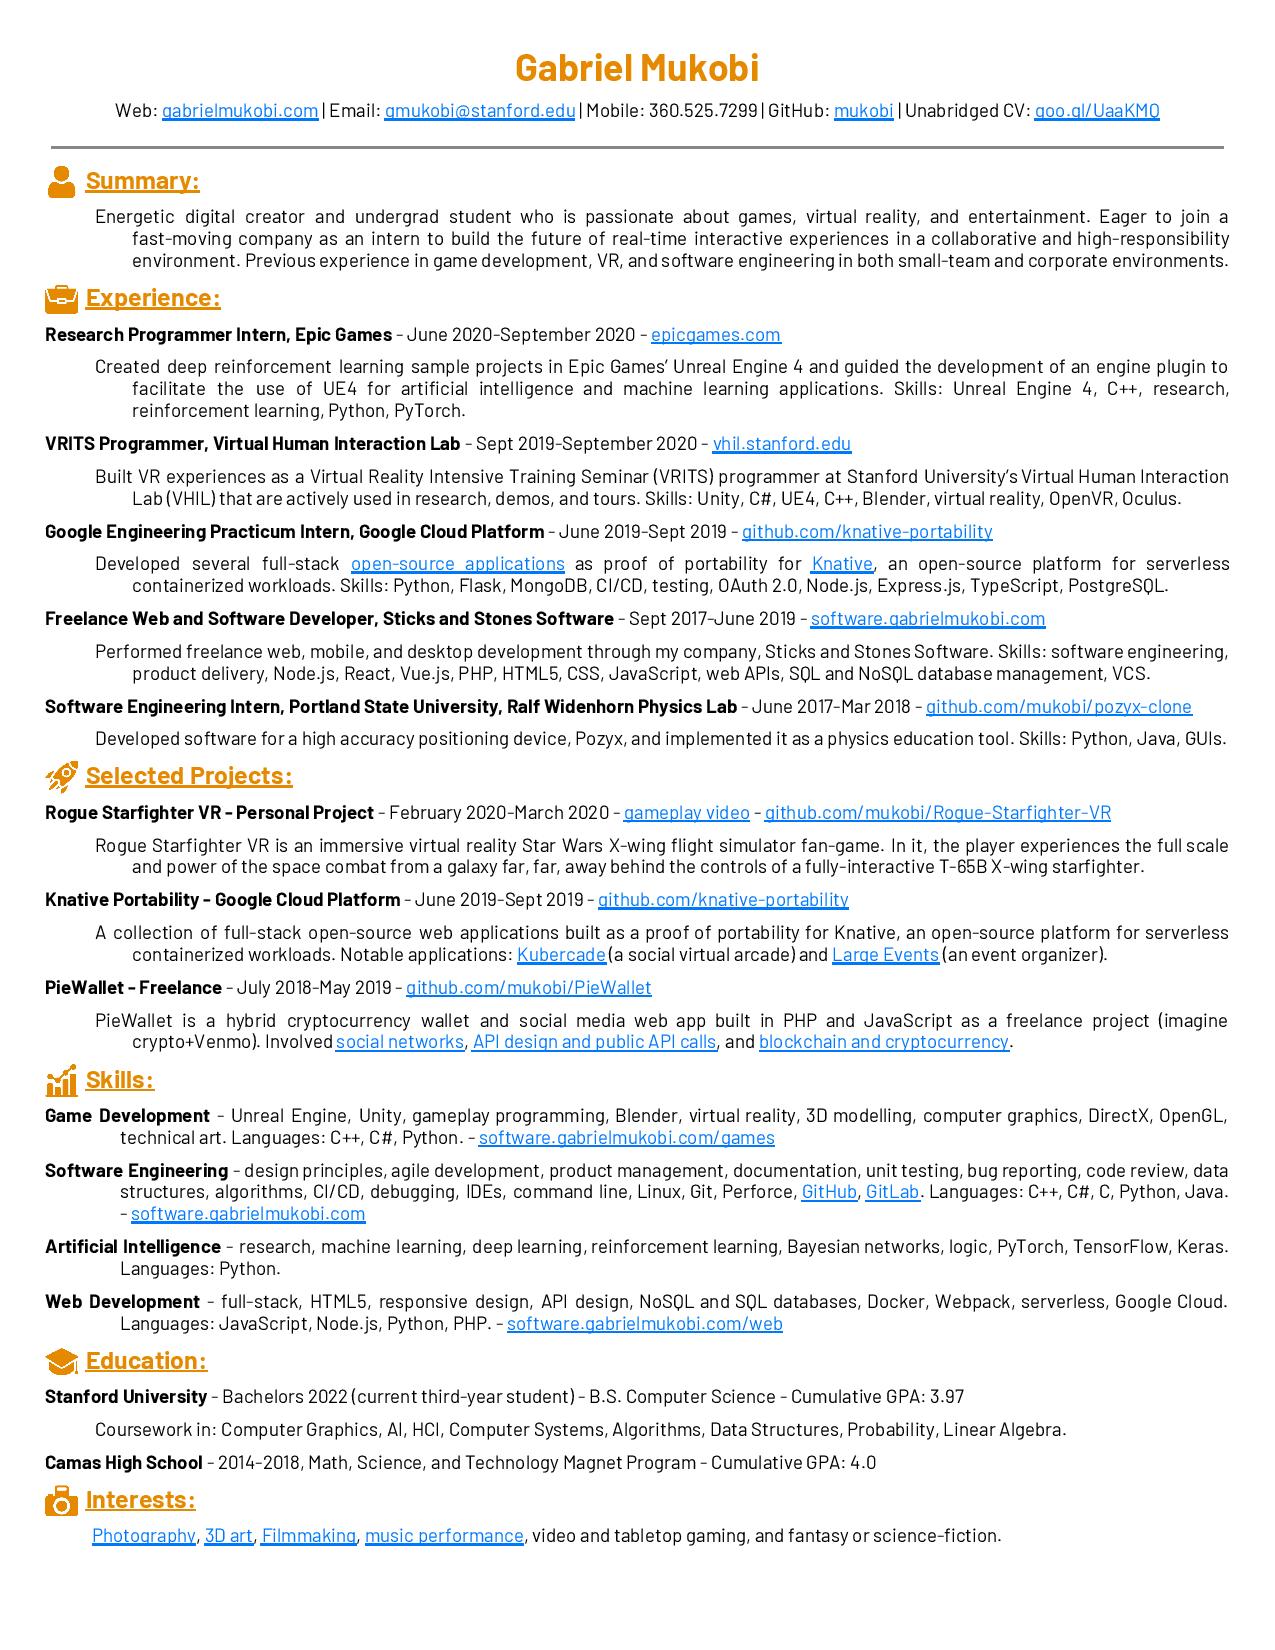 Gabriel Mukobi
Web: gabrielmukobi.com | Email: gmukobi@stanford.edu | Mobile: 360.525.7299 | GitHub: mukobi | Unabridged CV: goo.gl/UaaKMQ
Summary:
Energetic digital creator and undergrad student who is passionate about games, virtual reality, and entertainment. Eager to join a
fast-moving company as an intern to build the future of real-time interactive experiences in a collaborative and high-responsibility
environment. Previous experience in game development, VR, and software engineering in both small-team and corporate environments.
Experience:
Research Programmer Intern, Epic Games - June 2020-September 2020 - epicgames.com
Created deep reinforcement learning sample projects in Epic Games’ Unreal Engine 4 and guided the development of an engine plugin to
facilitate the use of UE4 for artificial intelligence and machine learning applications. Skills: Unreal Engine 4, C++, research,
reinforcement learning, Python, PyTorch.
VRITS Programmer, Virtual Human Interaction Lab - Sept 2019-September 2020 - vhil.stanford.edu
Built VR experiences as a Virtual Reality Intensive Training Seminar (VRITS) programmer at Stanford University’s Virtual Human Interaction
Lab (VHIL) that are actively used in research, demos, and tours. Skills: Unity, C#, UE4, C++, Blender, virtual reality, OpenVR, Oculus.
Google Engineering Practicum Intern, Google Cloud Platform - June 2019-Sept 2019 - github.com/knative-portability
Developed several full-stack open-source applications as proof of portability for Knative, an open-source platform for serverless
containerized workloads. Skills: Python, Flask, MongoDB, CI/CD, testing, OAuth 2.0, Node.js, Express.js, TypeScript, PostgreSQL.
Freelance Web and Software Developer, Sticks and Stones Software - Sept 2017-June 2019 - software.gabrielmukobi.com
Performed freelance web, mobile, and desktop development through my company, Sticks and Stones Software. Skills: software engineering,
product delivery, Node.js, React, Vue.js, PHP, HTML5, CSS, JavaScript, web APIs, SQL and NoSQL database management, VCS.
Software Engineering Intern, Portland State University, Ralf Widenhorn Physics Lab - June 2017-Mar 2018 - github.com/mukobi/pozyx-clone
Developed software for a high accuracy positioning device, Pozyx, and implemented it as a physics education tool. Skills: Python, Java, GUIs.
Selected Projects:
Rogue Starfighter VR - Personal Project - February 2020-March 2020 - gameplay video - github.com/mukobi/Rogue-Starfighter-VR
Rogue Starfighter VR is an immersive virtual reality Star Wars X-wing flight simulator fan-game. In it, the player experiences the full scale
and power of the space combat from a galaxy far, far, away behind the controls of a fully-interactive T-65B X-wing starfighter.
Knative Portability - Google Cloud Platform - June 2019-Sept 2019 - github.com/knative-portability
A collection of full-stack open-source web applications built as a proof of portability for Knative, an open-source platform for serverless
containerized workloads. Notable applications: Kubercade (a social virtual arcade) and Large Events (an event organizer).
PieWallet - Freelance - July 2018-May 2019 - github.com/mukobi/PieWallet
PieWallet is a hybrid cryptocurrency wallet and social media web app built in PHP and JavaScript as a freelance project (imagine
crypto+Venmo). Involved social networks, API design and public API calls, and blockchain and cryptocurrency.
Skills:
Game Development - Unreal Engine, Unity, gameplay programming, Blender, virtual reality, 3D modelling, computer graphics, DirectX, OpenGL,
technical art. Languages: C++, C#, Python. - software.gabrielmukobi.com/games
Software Engineering - design principles, agile development, product management, documentation, unit testing, bug reporting, code review, data
structures, algorithms, CI/CD, debugging, IDEs, command line, Linux, Git, Perforce, GitHub, GitLab. Languages: C++, C#, C, Python, Java.
- software.gabrielmukobi.com
Artificial Intelligence - research, machine learning, deep learning, reinforcement learning, Bayesian networks, logic, PyTorch, TensorFlow, Keras.
Languages: Python.
Web Development - full-stack, HTML5, responsive design, API design, NoSQL and SQL databases, Docker, Webpack, serverless, Google Cloud.
Languages: JavaScript, Node.js, Python, PHP. - software.gabrielmukobi.com/web
Education:
Stanford University - Bachelors 2022 (current third-year student) - B.S. Computer Science - Cumulative GPA: 3.97
Coursework in: Computer Graphics, AI, HCI, Computer Systems, Algorithms, Data Structures, Probability, Linear Algebra.
Camas High School - 2014-2018, Math, Science, and Technology Magnet Program - Cumulative GPA: 4.0
Interests:
Photography, 3D art, Filmmaking, music performance, video and tabletop gaming, and fantasy or science-fiction.